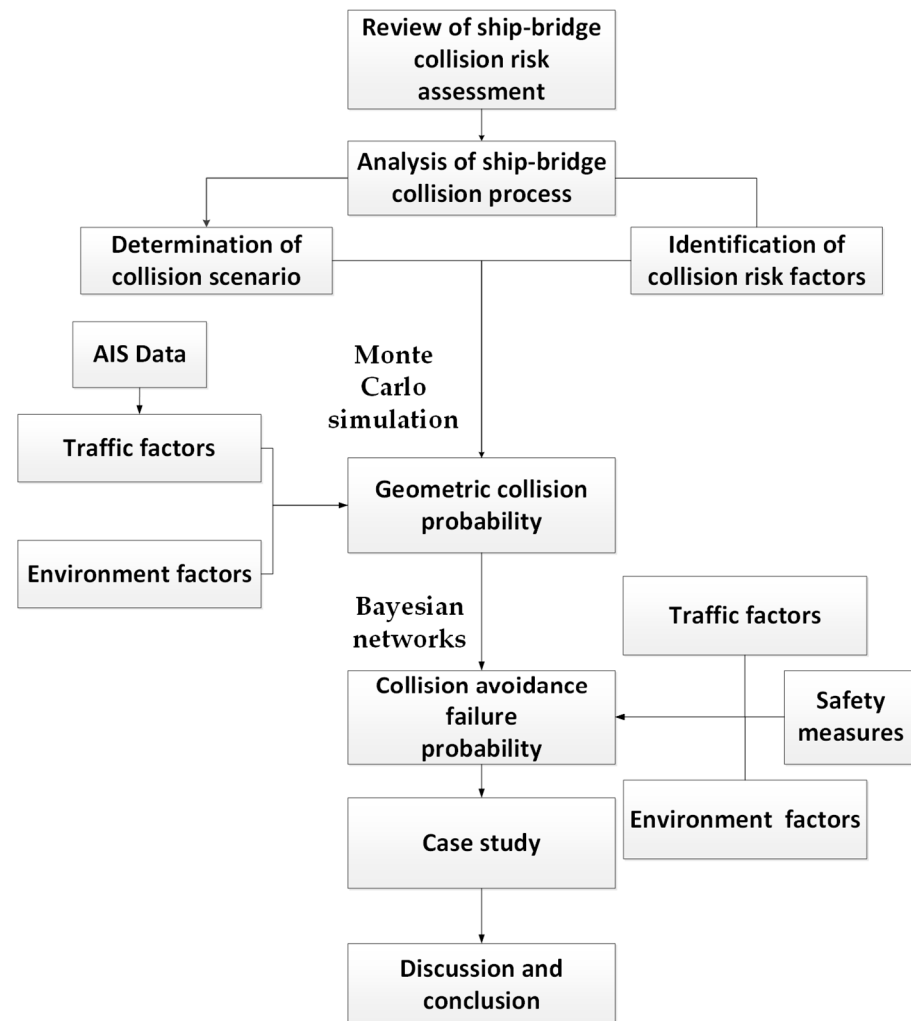 Review of ship-bridge
collision risk
assessment
Analysis of ship-bridge
collision process
Determination of
collision scenario
Identification of
collision risk factors
AIS Data
Monte
Carlo
simulation
Traffic factors
Geometric collision
probability
Environment factors
Bayesian
networks
Traffic factors
Collision avoidance
failure
probability
Safety
measures
Environment factors
Case study
Discussion and
conclusion